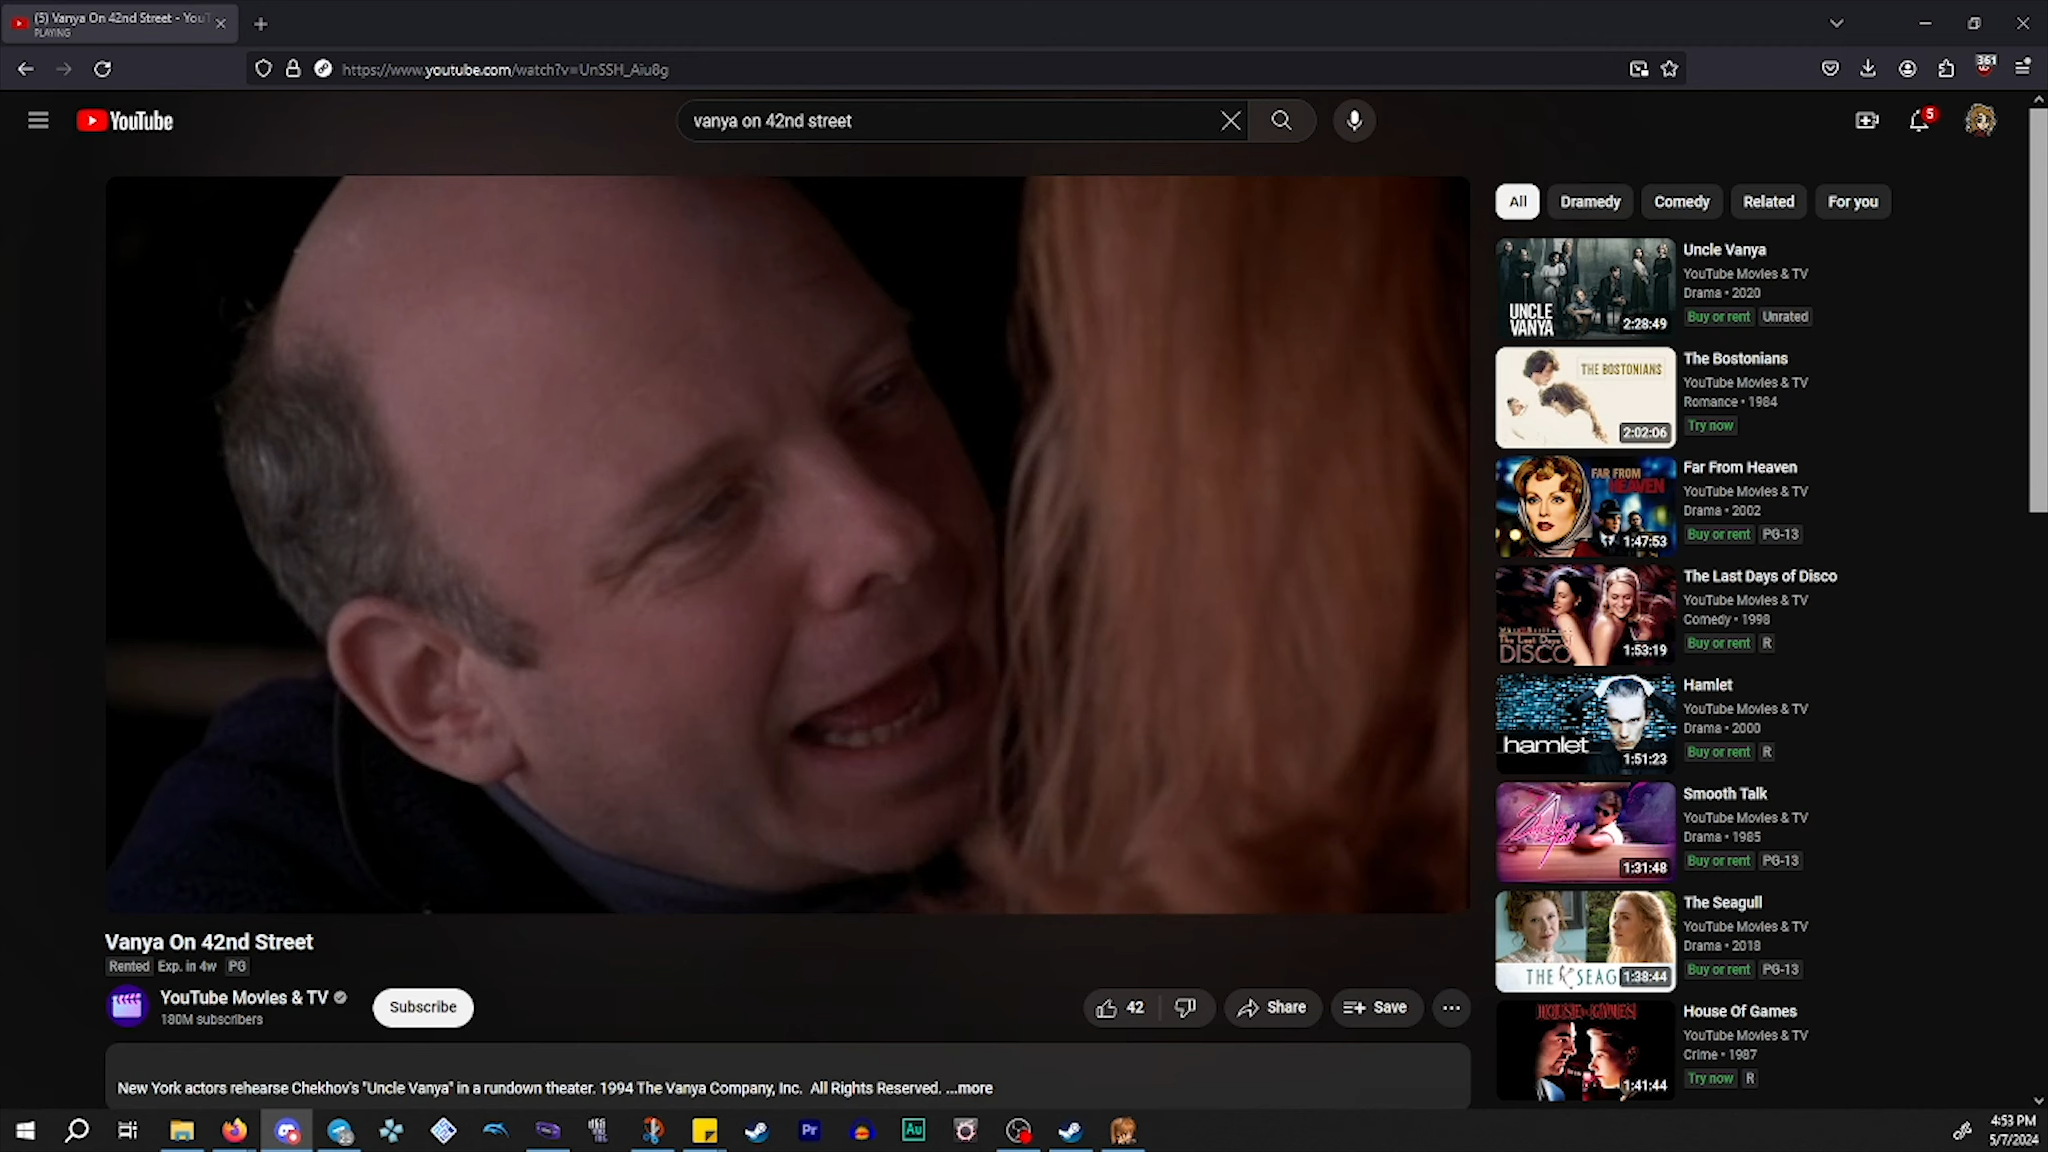 (5) Vanya On 42nd Street - YouT
PLAYING
https://www.youtube.com/watch?v=UnSSH_Aiu8g
361
YouTube
vanya on 42nd street
5
All
Dramedy
Comedy
Related
For you
UNCLE
VANYA
2:28:49
Uncle Vanya
YouTube Movies & TV
Drama • 2020
Buy or rent
Unrated
THE BOSTONIANS
2:02:06
The Bostonians
YouTube Movies & TV
Romance • 1984
Try now
FAR FROM
HEAVEN
1:47:53
Far From Heaven
YouTube Movies & TV
Drama • 2002
Buy or rent
PG-13
The Last Days of
DISCO
1:53:19
The Last Days of Disco
YouTube Movies & TV
Comedy • 1998
Buy or rent
R
hamlet
1:51:23
Hamlet
YouTube Movies & TV
Drama • 2000
Buy or rent
R
Smooth Talk
1:31:48
Smooth Talk
YouTube Movies & TV
Drama • 1985
Buy or rent
PG-13
THE SEAG
1:38:44
The Seagull
YouTube Movies & TV
Drama • 2018
Buy or rent
PG-13
HOUSE OF GAMES
1:41:44
House Of Games
YouTube Movies & TV
Crime • 1987
Try now
R
Vanya On 42nd Street
Rented Exp. in 4w PG
YouTube Movies & TV
180M subscribers
Subscribe
42
Share
Save
New York actors rehearse Chekhov's "Uncle Vanya" in a rundown theater. 1994 The Vanya Company, Inc. All Rights Reserved. ...more
Pr
Au
4:53 PM
5/7/2024